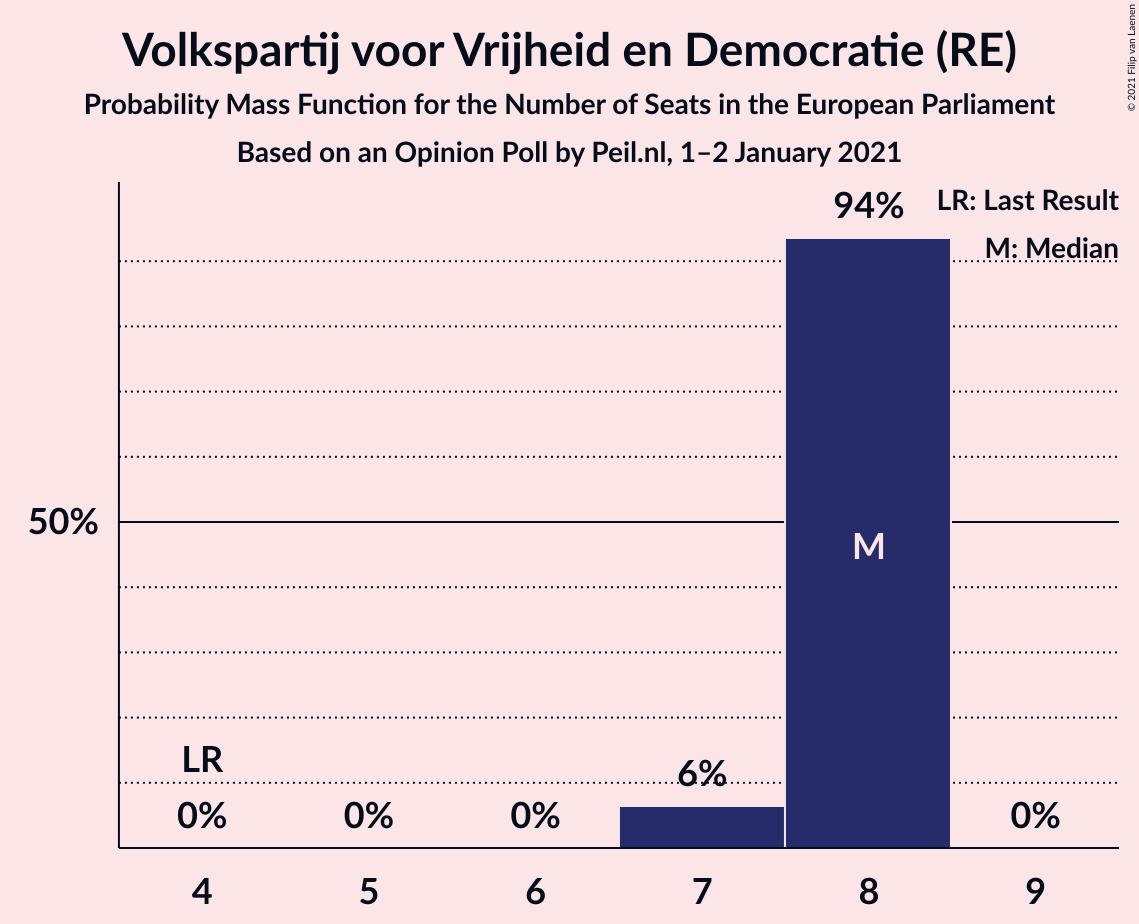 Volkspartij voor Vrijheid en Democratie (RE)
Probability Mass Function for the Number of Seats in the European Parliament
Based on an Opinion Poll by Peil.nl, 1–2 January 2021
© 2021 Filip van Laenen
LR: Last Result
M: Median
94%
50%
M
LR
6%
0%
0%
0%
0%
4
5
6
7
8
9